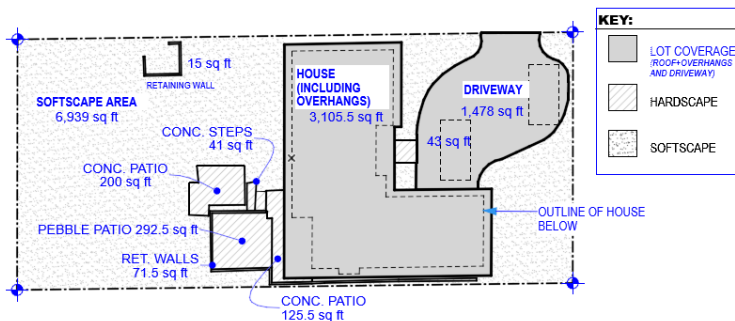 KEY:
LOT COVERAGE
(ROOF+OVERHANGS
AND DRIVEWAY)
HARDSCAPE
SOFTSCAPE
15 sq ft
RETAINING WALL
SOFTSCAPE AREA
6,939 sq ft
HOUSE
(INCLUDING
OVERHANGS)
3,105.5 sq ft
DRIVEWAY
1,478 sq ft
43 sq ft
CONC. STEPS
41 sq ft
CONC. PATIO
200 sq ft
PEBBLE PATIO 292.5 sq ft
RET. WALLS
71.5 sq ft
CONC. PATIO
125.5 sq ft
OUTLINE OF HOUSE
BELOW